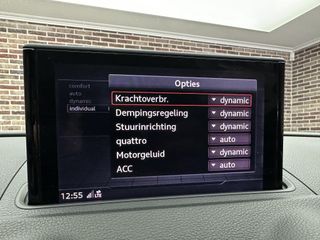 Opties
comfort
auto
dynamic
individual
Krachtoverbr. dynamic
Dempingsregeling dynamic
Stuurinrichting dynamic
quattro auto
Motorgeluid dynamic
ACC auto
12:55 LTE